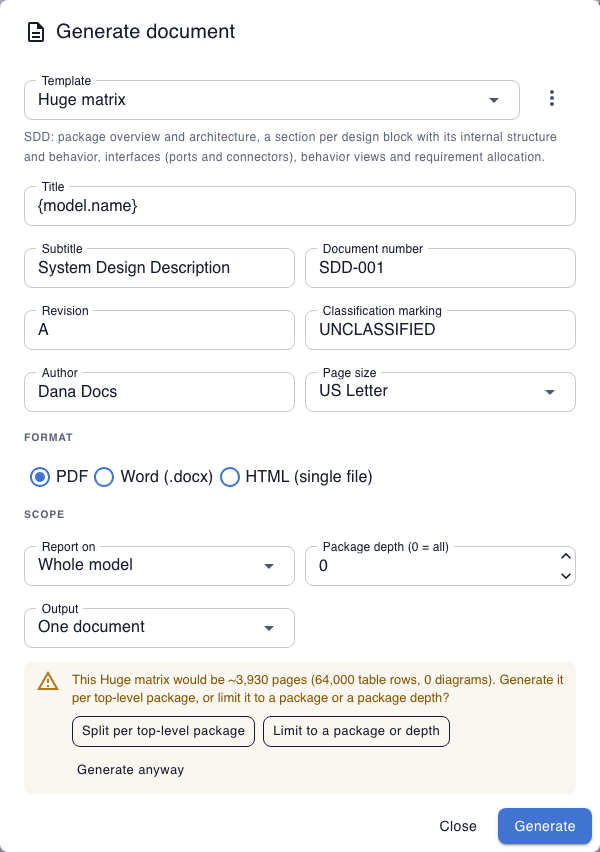 Generate document
Template
Huge matrix
SDD: package overview and architecture, a section per design block with its internal structure
and behavior, interfaces (ports and connectors), behavior views and requirement allocation.
Title
{model.name}
Subtitle
System Design Description
Document number
SDD-001
Revision
A
Classification marking
UNCLASSIFIED
Author
Dana Docs
Page size
US Letter
FORMAT
PDF
Word (.docx)
HTML (single file)
SCOPE
Report on
Whole model
Package depth (0 = all)
0
Output
One document
This Huge matrix would be ~3,930 pages (64,000 table rows, 0 diagrams). Generate it
per top-level package, or limit it to a package or a package depth?
Split per top-level package
Limit to a package or depth
Generate anyway
Close
Generate